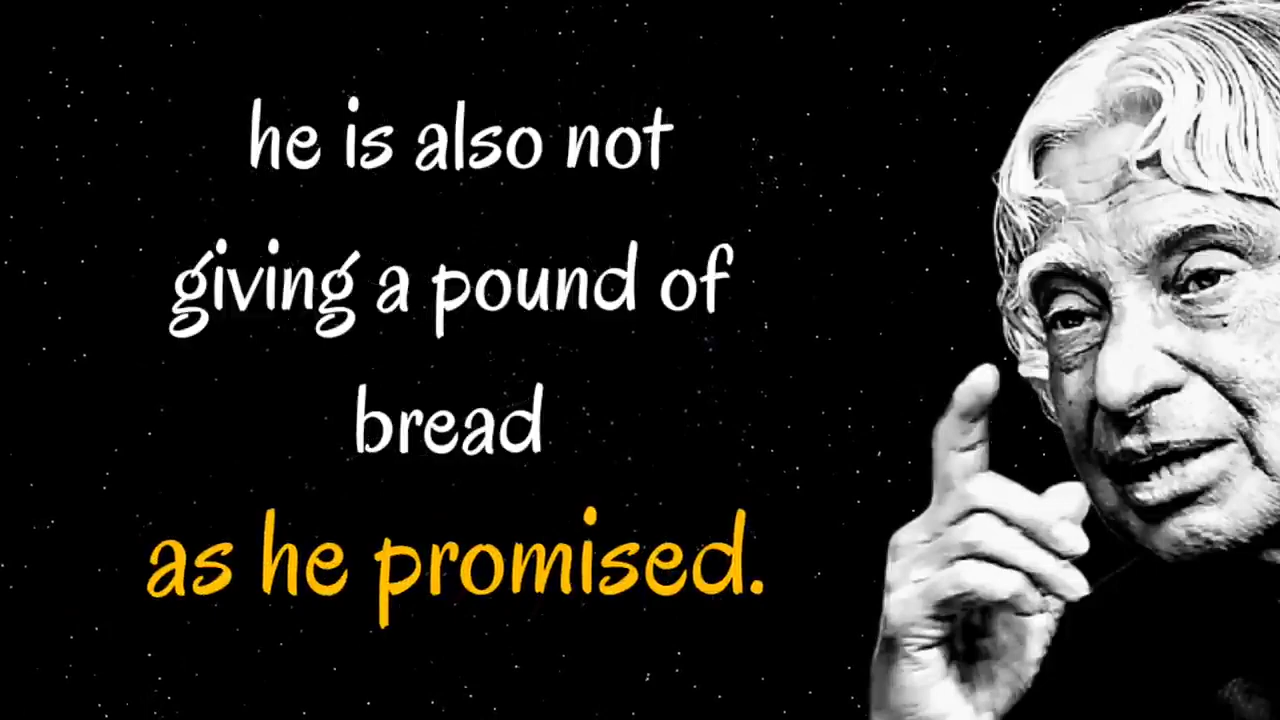 he is also not
giving a pound of
bread
as he promised.